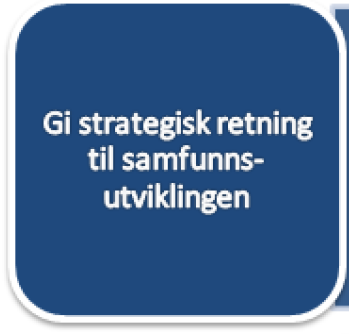 Gi strategisk retning
til samfunns-
utviklingen